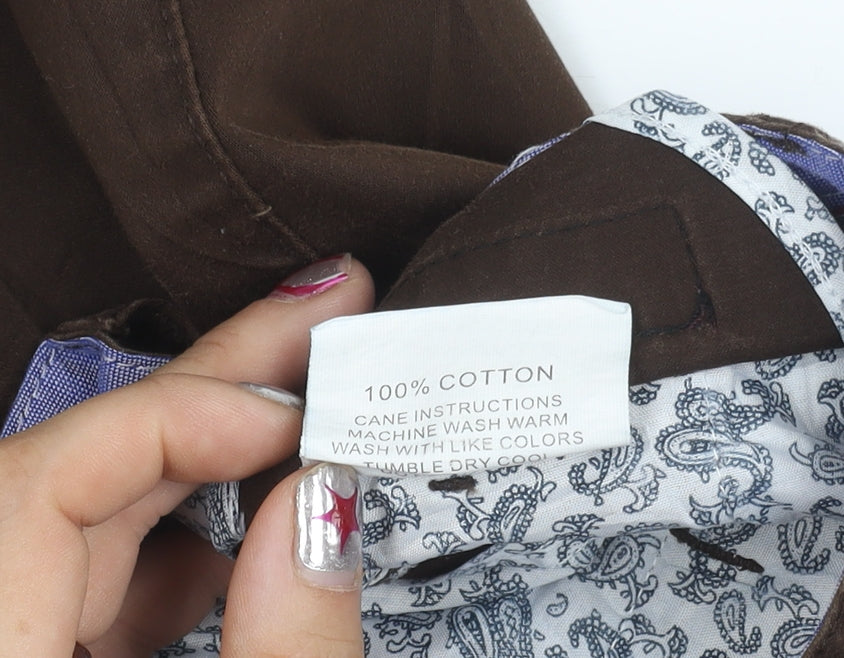 100% COTTON
CANE INSTRUCTIONS
MACHINE WASH WARM
WASH WITH LIKE COLORS
TUMBLE DRY COOL